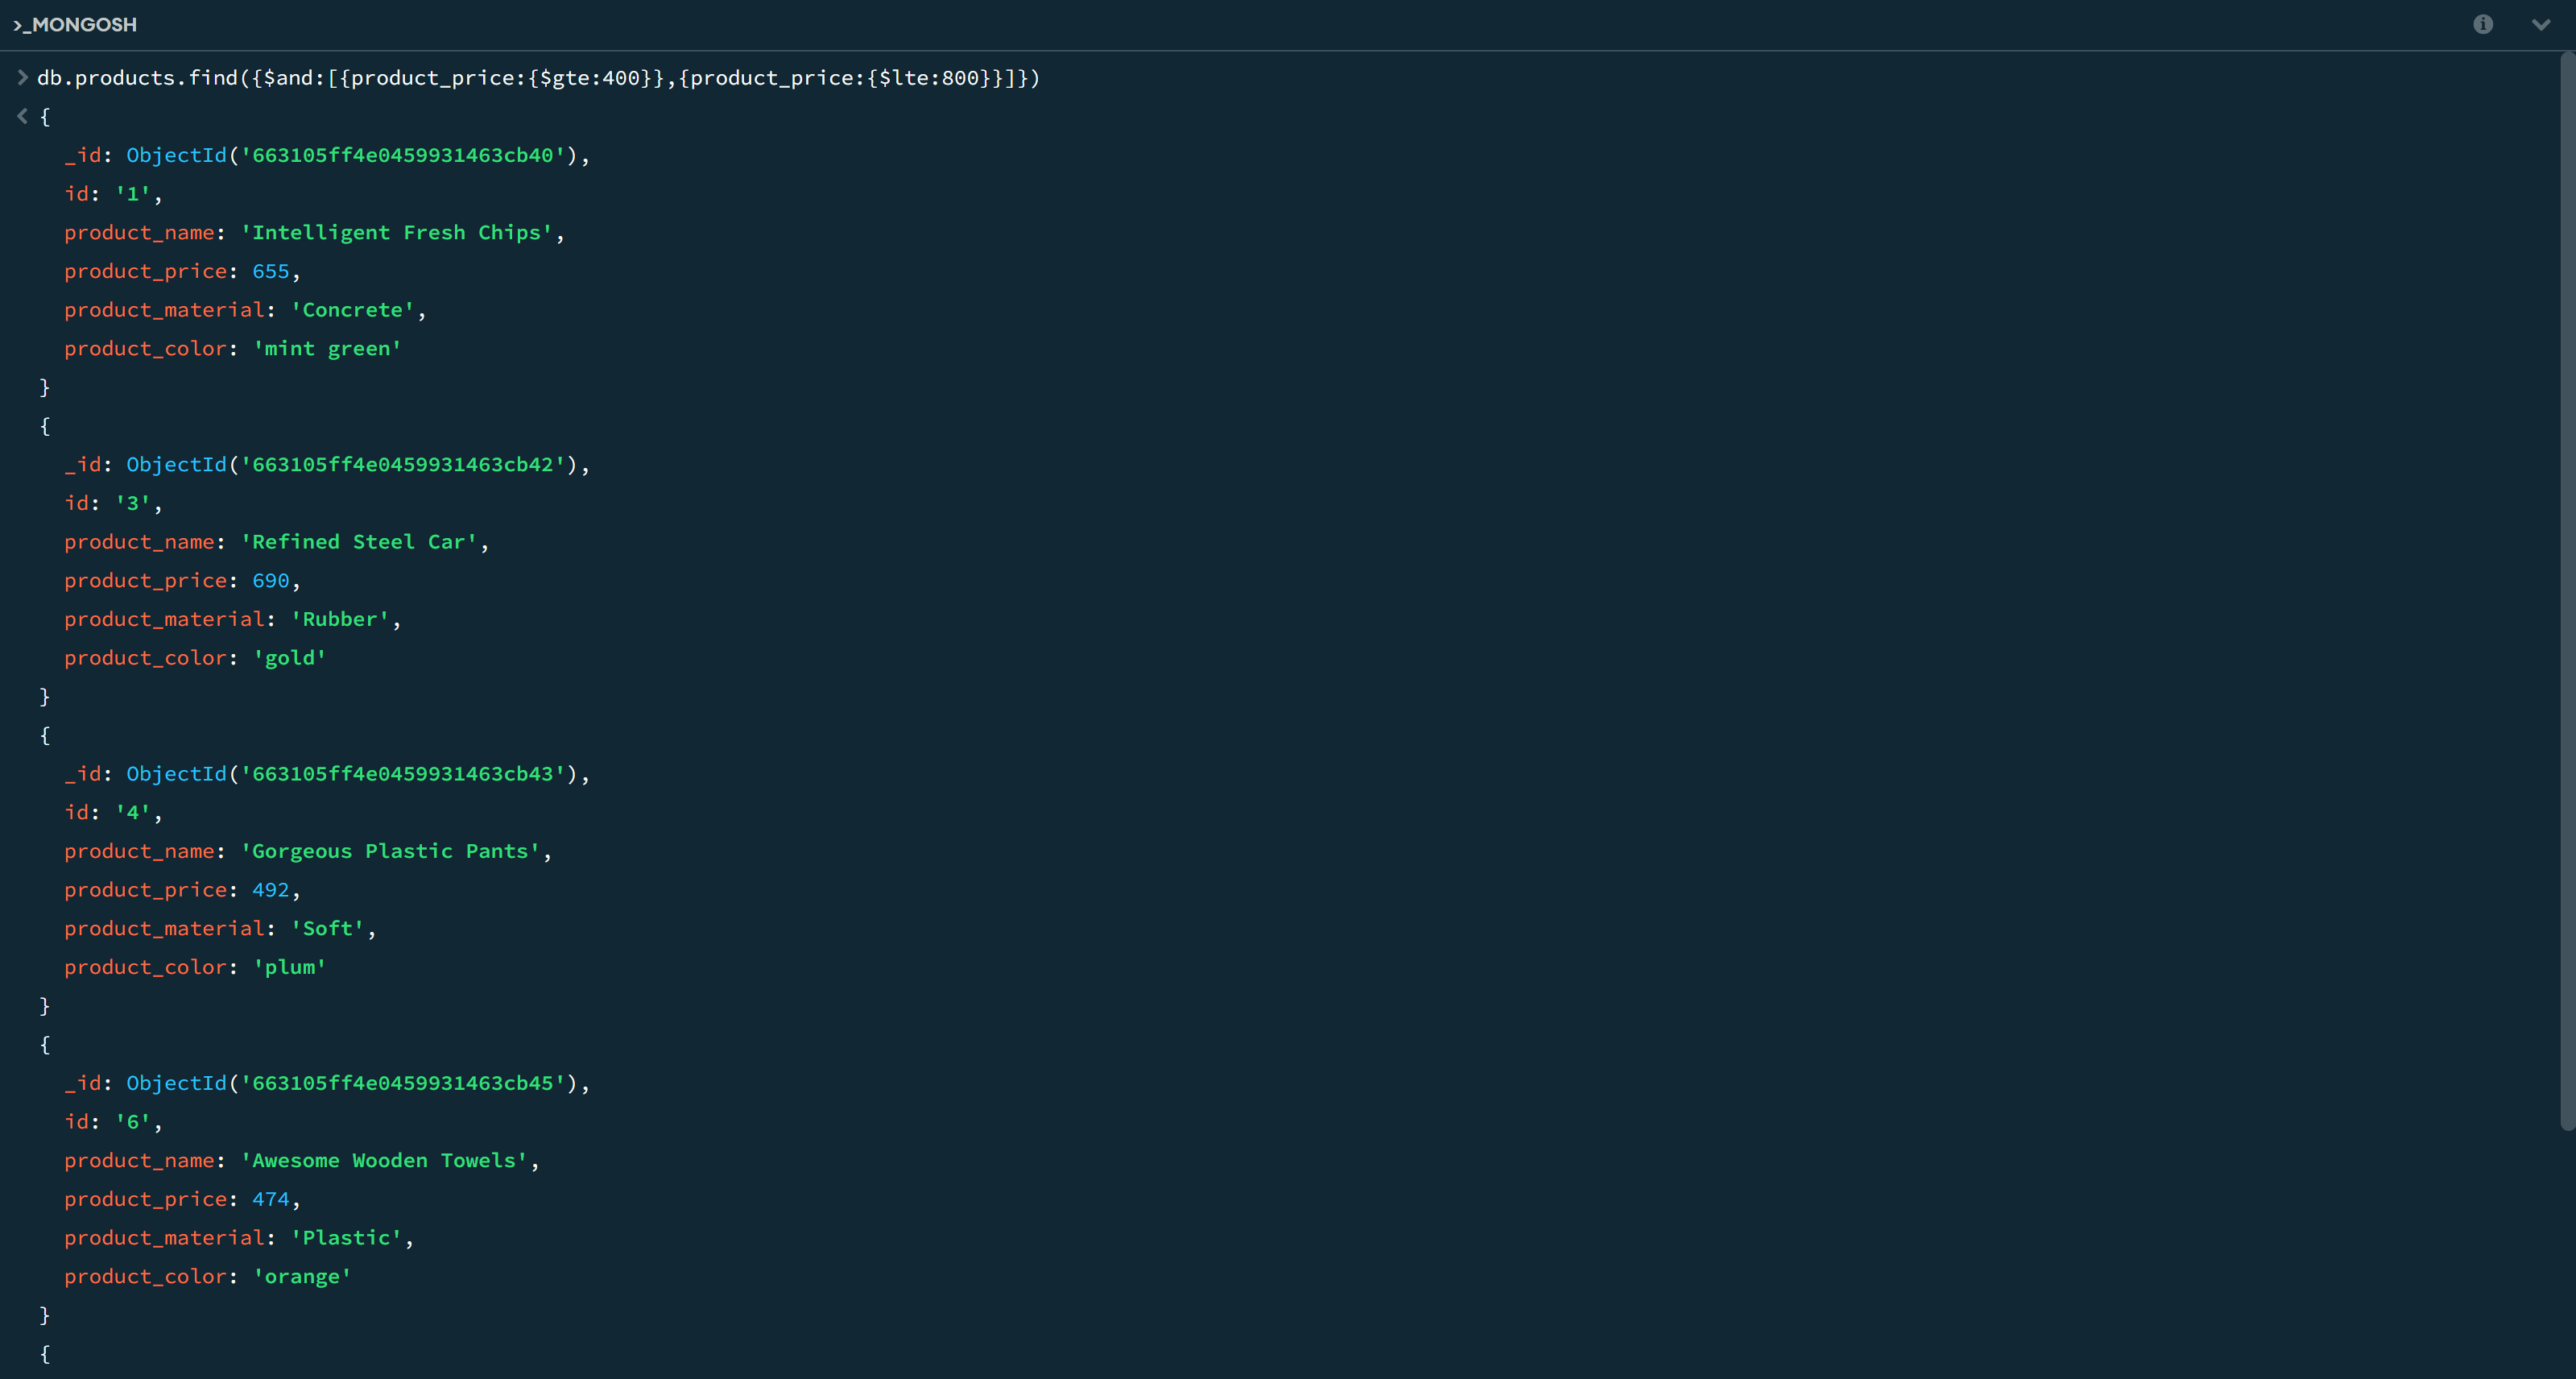 >_MONGOSH
> db.products.find({$and:[{product_price:{$gte:400}},{product_price:{$lte:800}}]})
< {
_id: ObjectId('663105ff4e0459931463cb40'),
id: '1',
product_name: 'Intelligent Fresh Chips',
product_price: 655,
product_material: 'Concrete',
product_color: 'mint green'
}
{
_id: ObjectId('663105ff4e0459931463cb42'),
id: '3',
product_name: 'Refined Steel Car',
product_price: 690,
product_material: 'Rubber',
product_color: 'gold'
}
{
_id: ObjectId('663105ff4e0459931463cb43'),
id: '4',
product_name: 'Gorgeous Plastic Pants',
product_price: 492,
product_material: 'Soft',
product_color: 'plum'
}
{
_id: ObjectId('663105ff4e0459931463cb45'),
id: '6',
product_name: 'Awesome Wooden Towels',
product_price: 474,
product_material: 'Plastic',
product_color: 'orange'
}
{